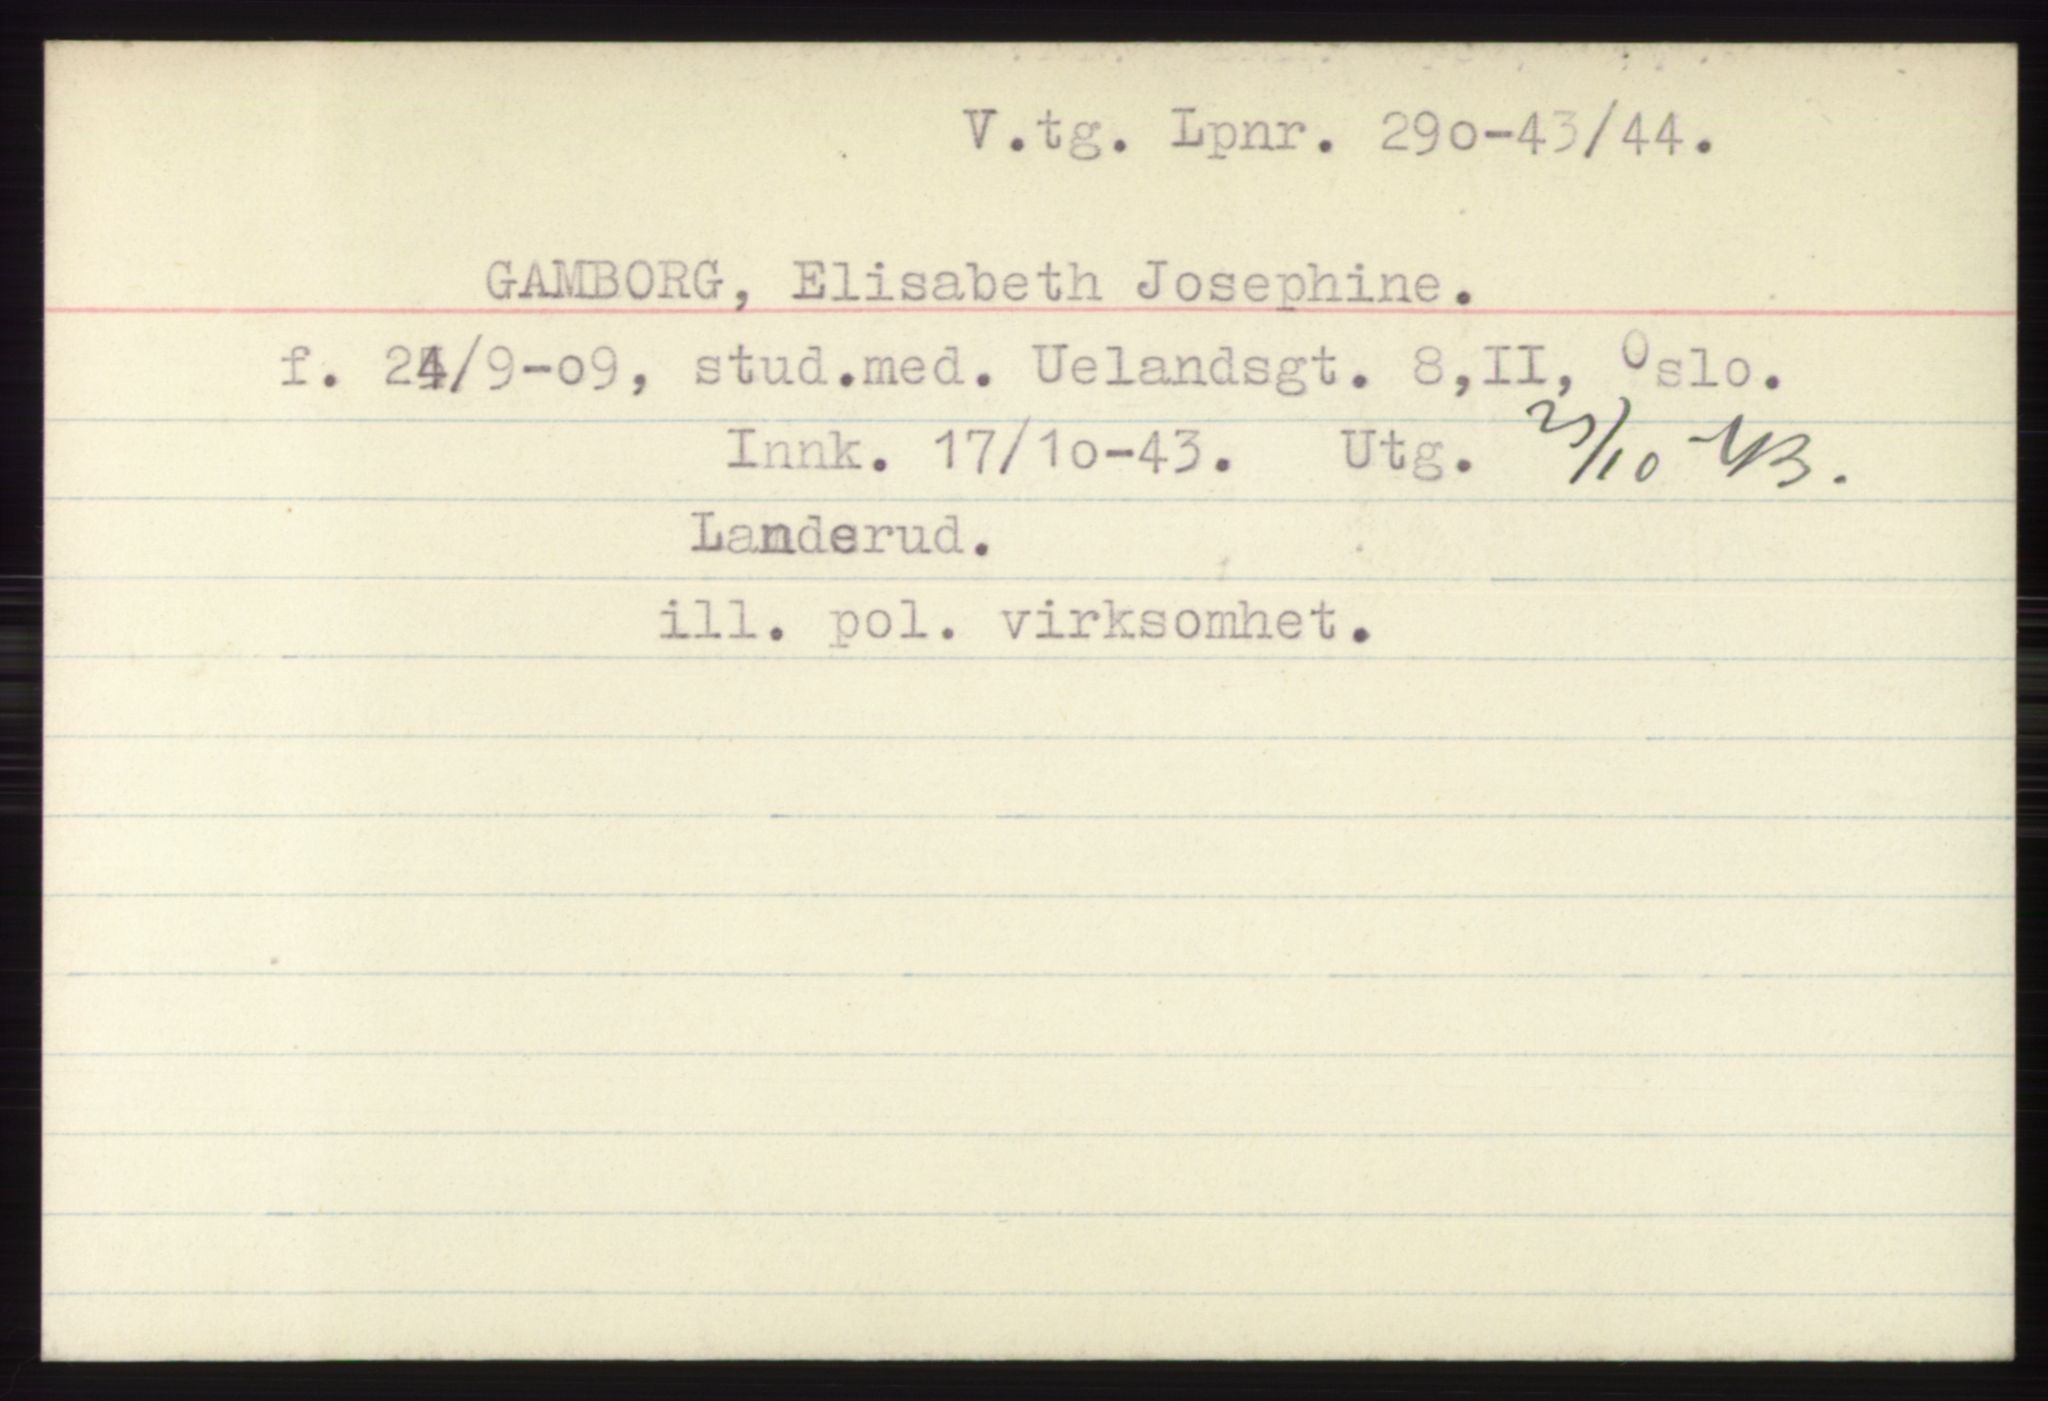 V.tg. Lpnr. 29o-43/44.
GAMBORG, Elisabeth Josephine.
f. 24/9-o9, stud.med. Uelandsgt. 8,II, Oslo.
Innk. 17/1o-43. Utg. /10 43.
Landerud.
ill. pol. virksomhet.